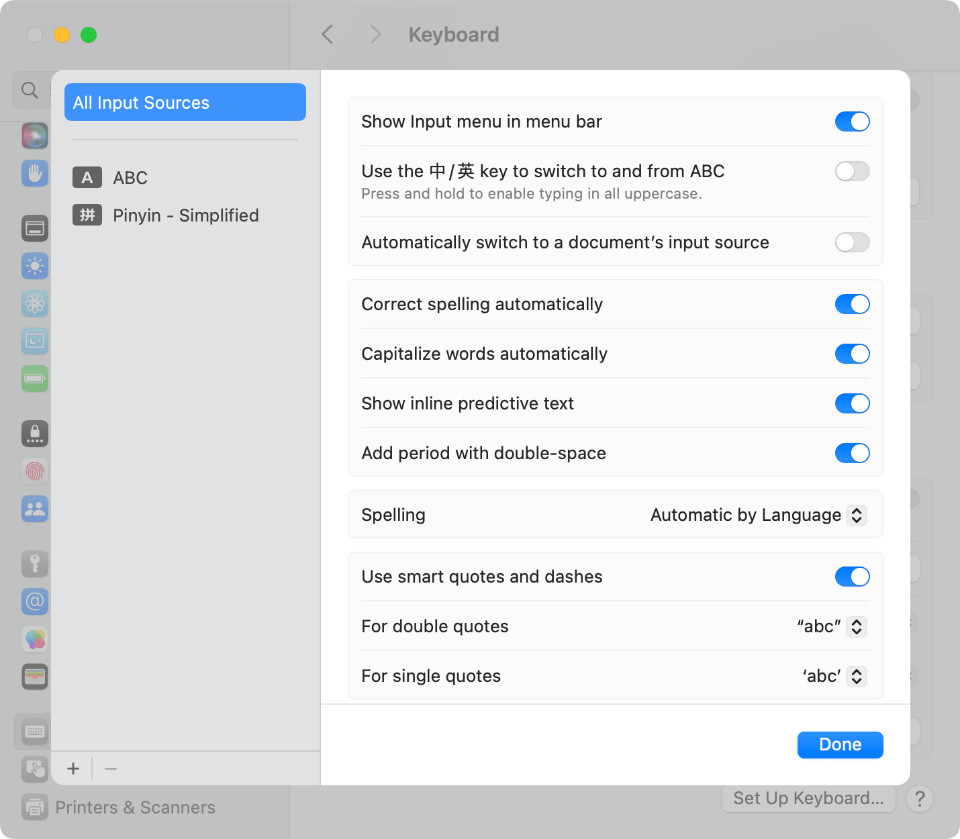 Keyboard
All Input Sources
A ABC
拼 Pinyin - Simplified
Show Input menu in menu bar
Use the 中/英 key to switch to and from ABC
Press and hold to enable typing in all uppercase.
Automatically switch to a document’s input source
Correct spelling automatically
Capitalize words automatically
Show inline predictive text
Add period with double-space
Spelling Automatic by Language
Use smart quotes and dashes
For double quotes “abc”
For single quotes ‘abc’
Done
Printers & Scanners
Set Up Keyboard... ?